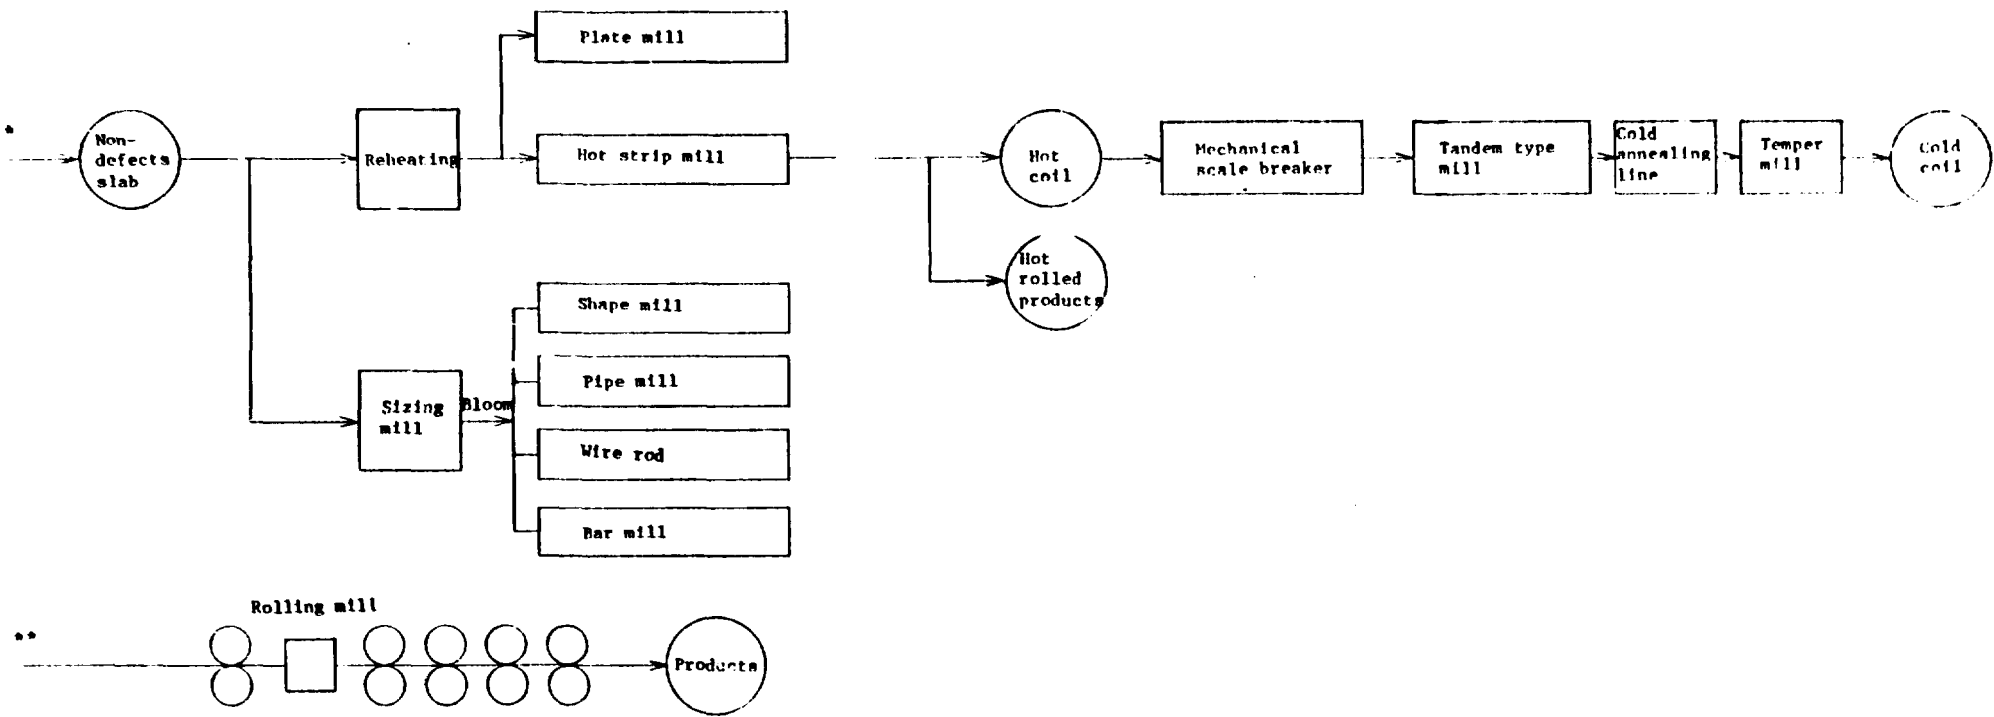 Plate mill
*
Non-
defects
slab
Reheating
Hot strip mill
Hot
coil
Mechanical
scale breaker
Tandem type
mill
Cold
annealing
line
Temper
mill
Cold
coil
Hot
rolled
products
Shape mill
Pipe mill
Sizing
mill
Bloom
Wire rod
Bar mill
Rolling mill
**
Products